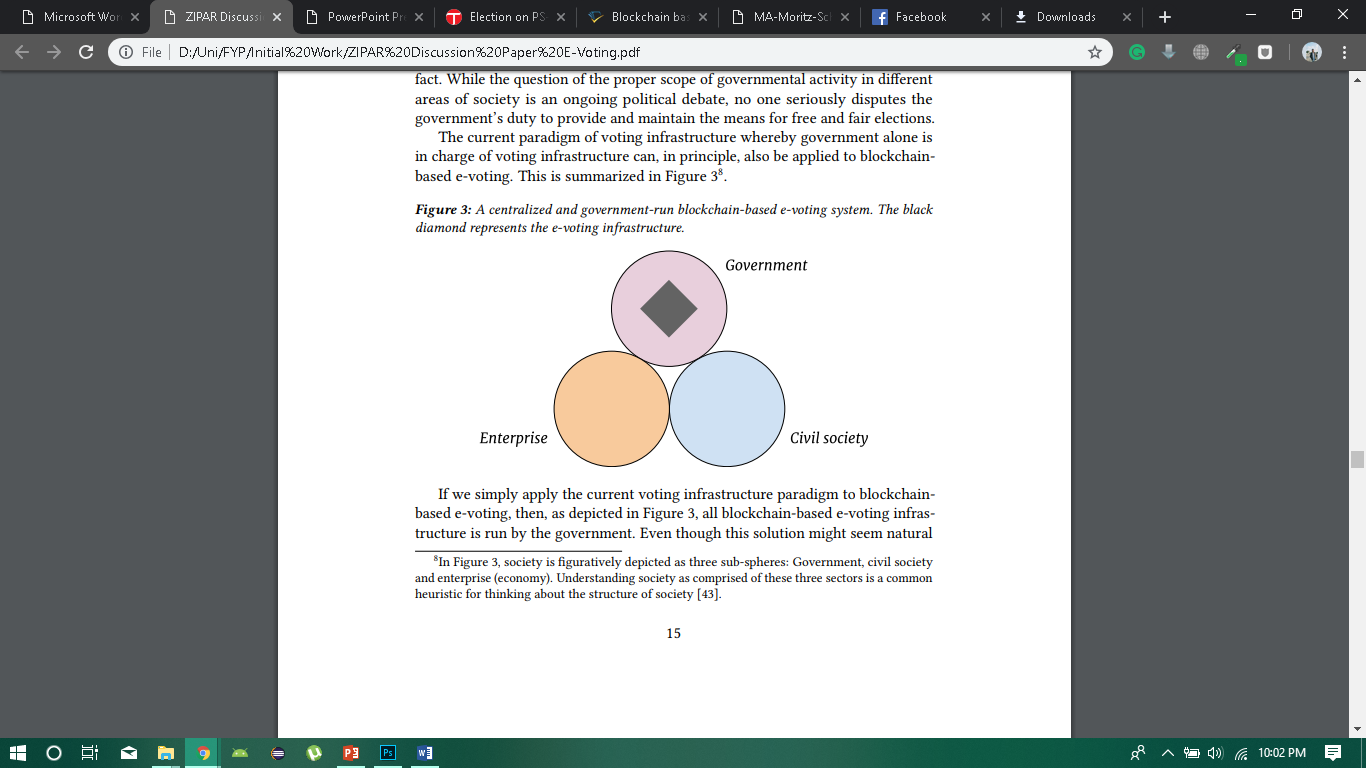 Microsoft Wor
ZIPAR Discussi
PowerPoint Pr
Election on PS
Blockchain bas
MA-Moritz-Sch
Facebook
Downloads
File | D:/Uni/FYP/Initial%20Work/ZIPAR%20Discussion%20Paper%20E-Voting.pdf
fact. While the question of the proper scope of governmental activity in different
areas of society is an ongoing political debate, no one seriously disputes the
government's duty to provide and maintain the means for free and fair elections.
The current paradigm of voting infrastructure whereby government alone is
in charge of voting infrastructure can, in principle, also be applied to blockchain-
based e-voting. This is summarized in Figure 3⁸.
Figure 3: A centralized and government-run blockchain-based e-voting system. The black
diamond represents the e-voting infrastructure.
Government
Enterprise
Civil society
If we simply apply the current voting infrastructure paradigm to blockchain-
based e-voting, then, as depicted in Figure 3, all blockchain-based e-voting infras-
tructure is run by the government. Even though this solution might seem natural
⁸In Figure 3, society is figuratively depicted as three sub-spheres: Government, civil society
and enterprise (economy). Understanding society as comprised of these three sectors is a common
heuristic for thinking about the structure of society [43].
15
Ps
10:02 PM